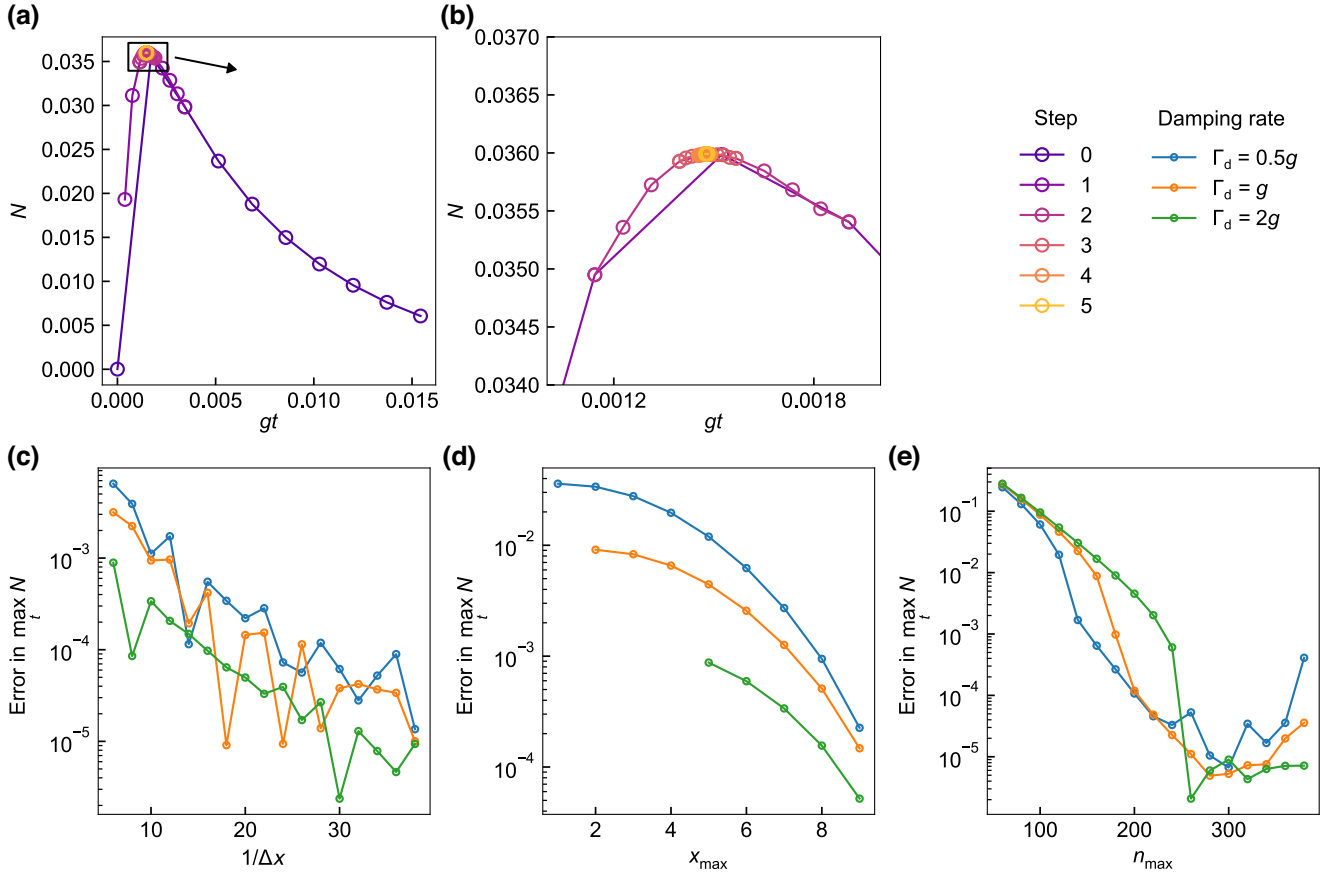 (a)
0.035
0.030
0.025
0.020
0.015
0.010
0.005
0.000
N
0.000 0.005 0.010 0.015
gt
(b)
0.0370
0.0365
0.0360
0.0355
0.0350
0.0345
0.0340
N
0.0012 0.0018
gt
Step
0
1
2
3
4
5
Damping rate
Γd = 0.5g
Γd = g
Γd = 2g
(c)
10⁻³
10⁻⁴
10⁻⁵
Error in max N
t
10 20 30
1/Δx
(d)
10⁻²
10⁻³
10⁻⁴
Error in max N
t
2 4 6 8
xmax
(e)
10⁻¹
10⁻²
10⁻³
10⁻⁴
10⁻⁵
Error in max N
t
100 200 300
nmax